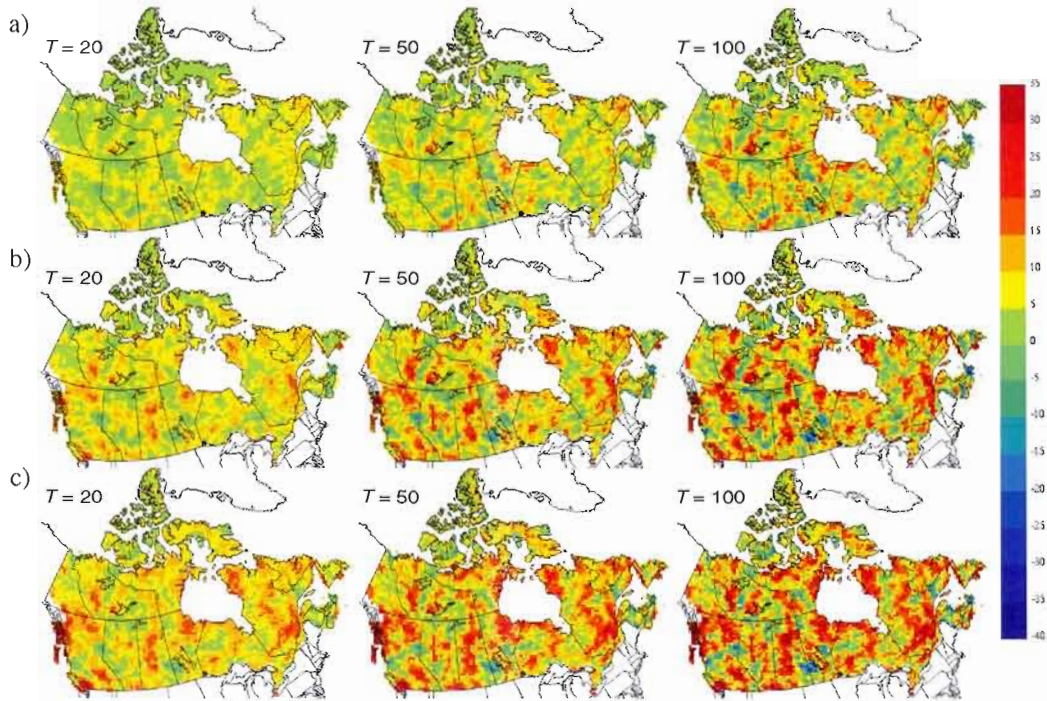 a)
T = 20
T = 50
T = 100
b)
T = 20
T = 50
T = 100
c)
T = 20
T = 50
T = 100
35
30
25
20
15
10
5
0
-5
-10
-15
-20
-25
-30
-35
-40